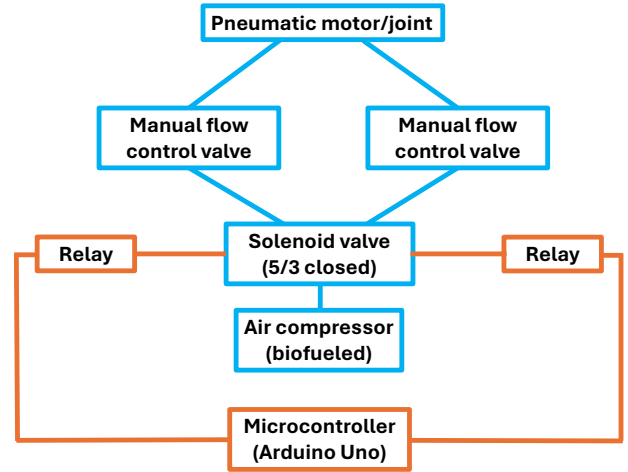 Pneumatic motor/joint
Manual flow
control valve
Manual flow
control valve
Solenoid valve
(5/3 closed)
Relay
Relay
Air compressor
(biofueled)
Microcontroller
(Arduino Uno)